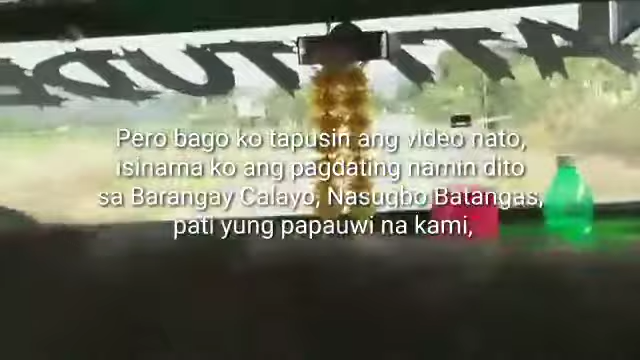 ATTITUDE
Pero bago ko tapusin ang video nato,
isinama ko ang pagdating namin dito
sa Barangay Calayo, Nasugbo Batangas,
pati yung papauwi na kami,